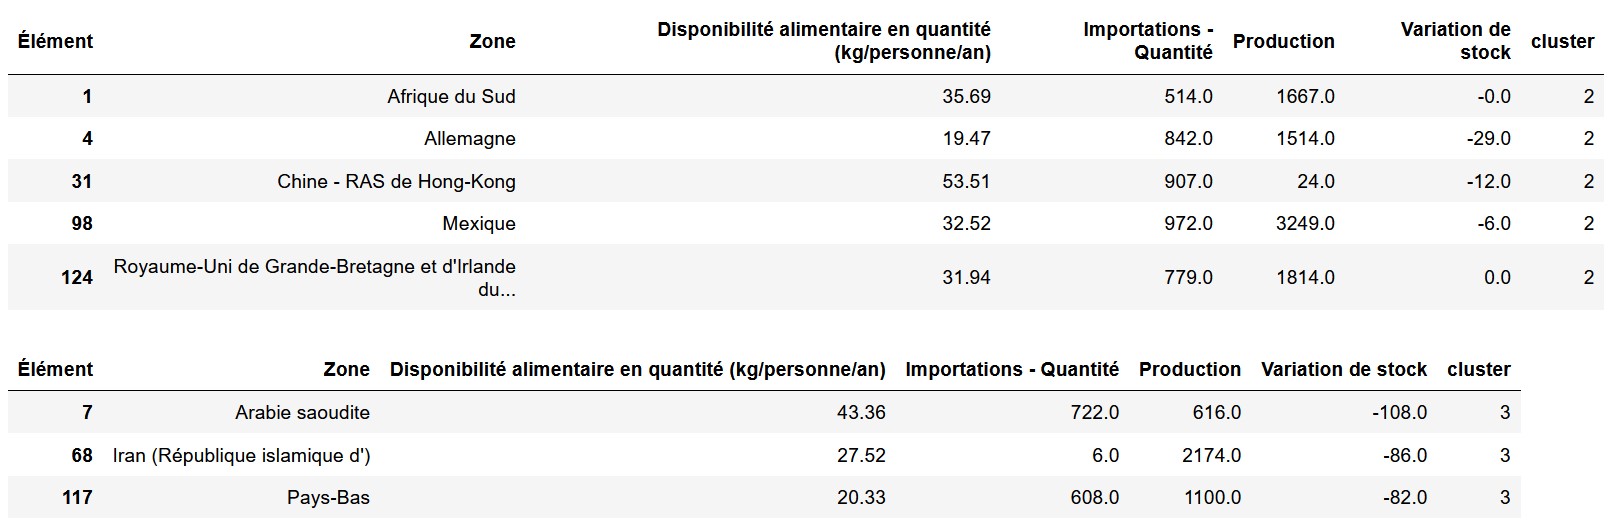 Élément Zone Disponibilité alimentaire en quantité (kg/personne/an) Importations - Quantité Production Variation de stock cluster
1 Afrique du Sud 35.69 514.0 1667.0 -0.0 2
4 Allemagne 19.47 842.0 1514.0 -29.0 2
31 Chine - RAS de Hong-Kong 53.51 907.0 24.0 -12.0 2
98 Mexique 32.52 972.0 3249.0 -6.0 2
124 Royaume-Uni de Grande-Bretagne et d'Irlande du... 31.94 779.0 1814.0 0.0 2
Élément Zone Disponibilité alimentaire en quantité (kg/personne/an) Importations - Quantité Production Variation de stock cluster
7 Arabie saoudite 43.36 722.0 616.0 -108.0 3
68 Iran (République islamique d') 27.52 6.0 2174.0 -86.0 3
117 Pays-Bas 20.33 608.0 1100.0 -82.0 3